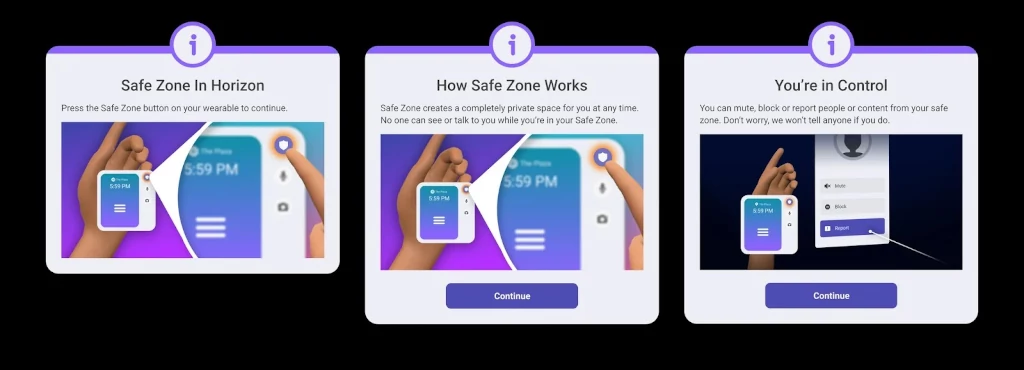 Safe Zone In Horizon
Press the Safe Zone button on your wearable to continue.
The Plaza
5:59 PM
The Plaza
5:59 PM
How Safe Zone Works
Safe Zone creates a completely private space for you at any time.
No one can see or talk to you while you're in your Safe Zone.
The Plaza
5:59 PM
The Plaza
5:59 PM
Continue
You're in Control
You can mute, block or report people or content from your safe
zone. Don't worry, we won't tell anyone if you do.
The Plaza
5:59 PM
Mute
Block
Report
Continue